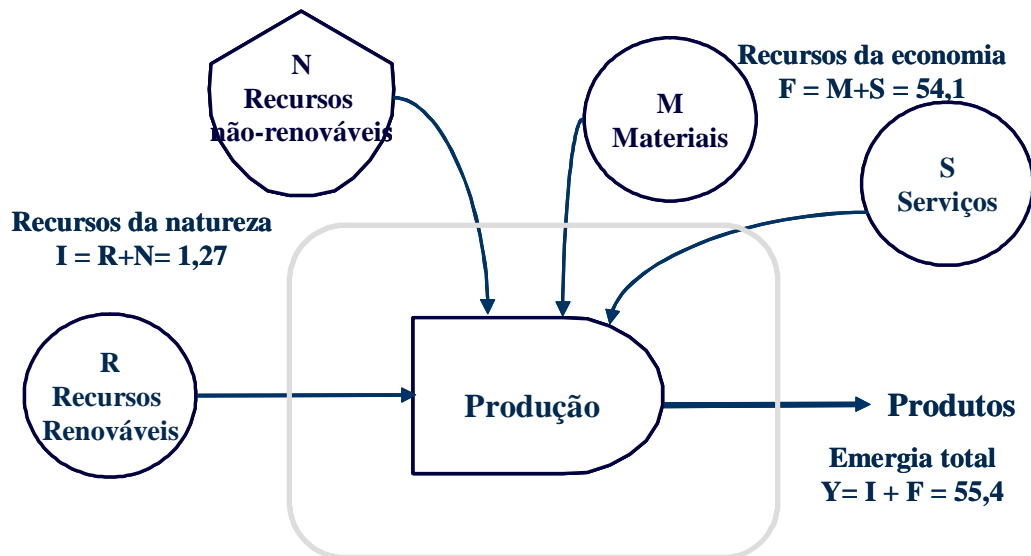 N
Recursos
não-renováveis
M
Materiais
Recursos da economia
F = M+S = 54,1
S
Serviços
Recursos da natureza
I = R+N= 1,27
R
Recursos
Renováveis
Produção
Produtos
Emergia total
Y= I + F = 55,4